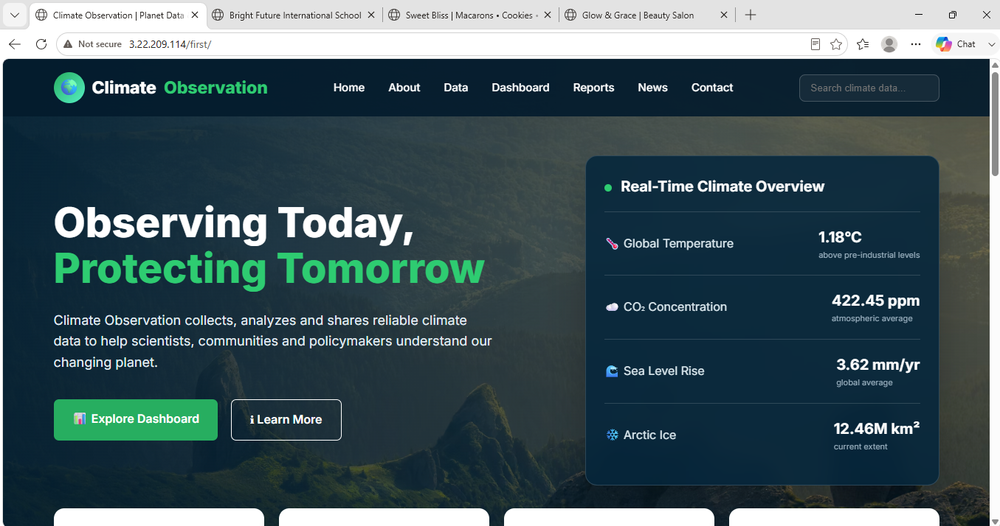 Climate Observation | Planet Data
Bright Future International School
Sweet Bliss | Macarons • Cookies •
Glow & Grace | Beauty Salon
Not secure 3.22.209.114/first/
Chat
Climate Observation
Home
About
Data
Dashboard
Reports
News
Contact
Search climate data...
Observing Today,
Protecting Tomorrow
Climate Observation collects, analyzes and shares reliable climate
data to help scientists, communities and policymakers understand our
changing planet.
Explore Dashboard
ℹ Learn More
Real-Time Climate Overview
Global Temperature
1.18°C
above pre-industrial levels
CO₂ Concentration
422.45 ppm
atmospheric average
Sea Level Rise
3.62 mm/yr
global average
Arctic Ice
12.46M km²
current extent